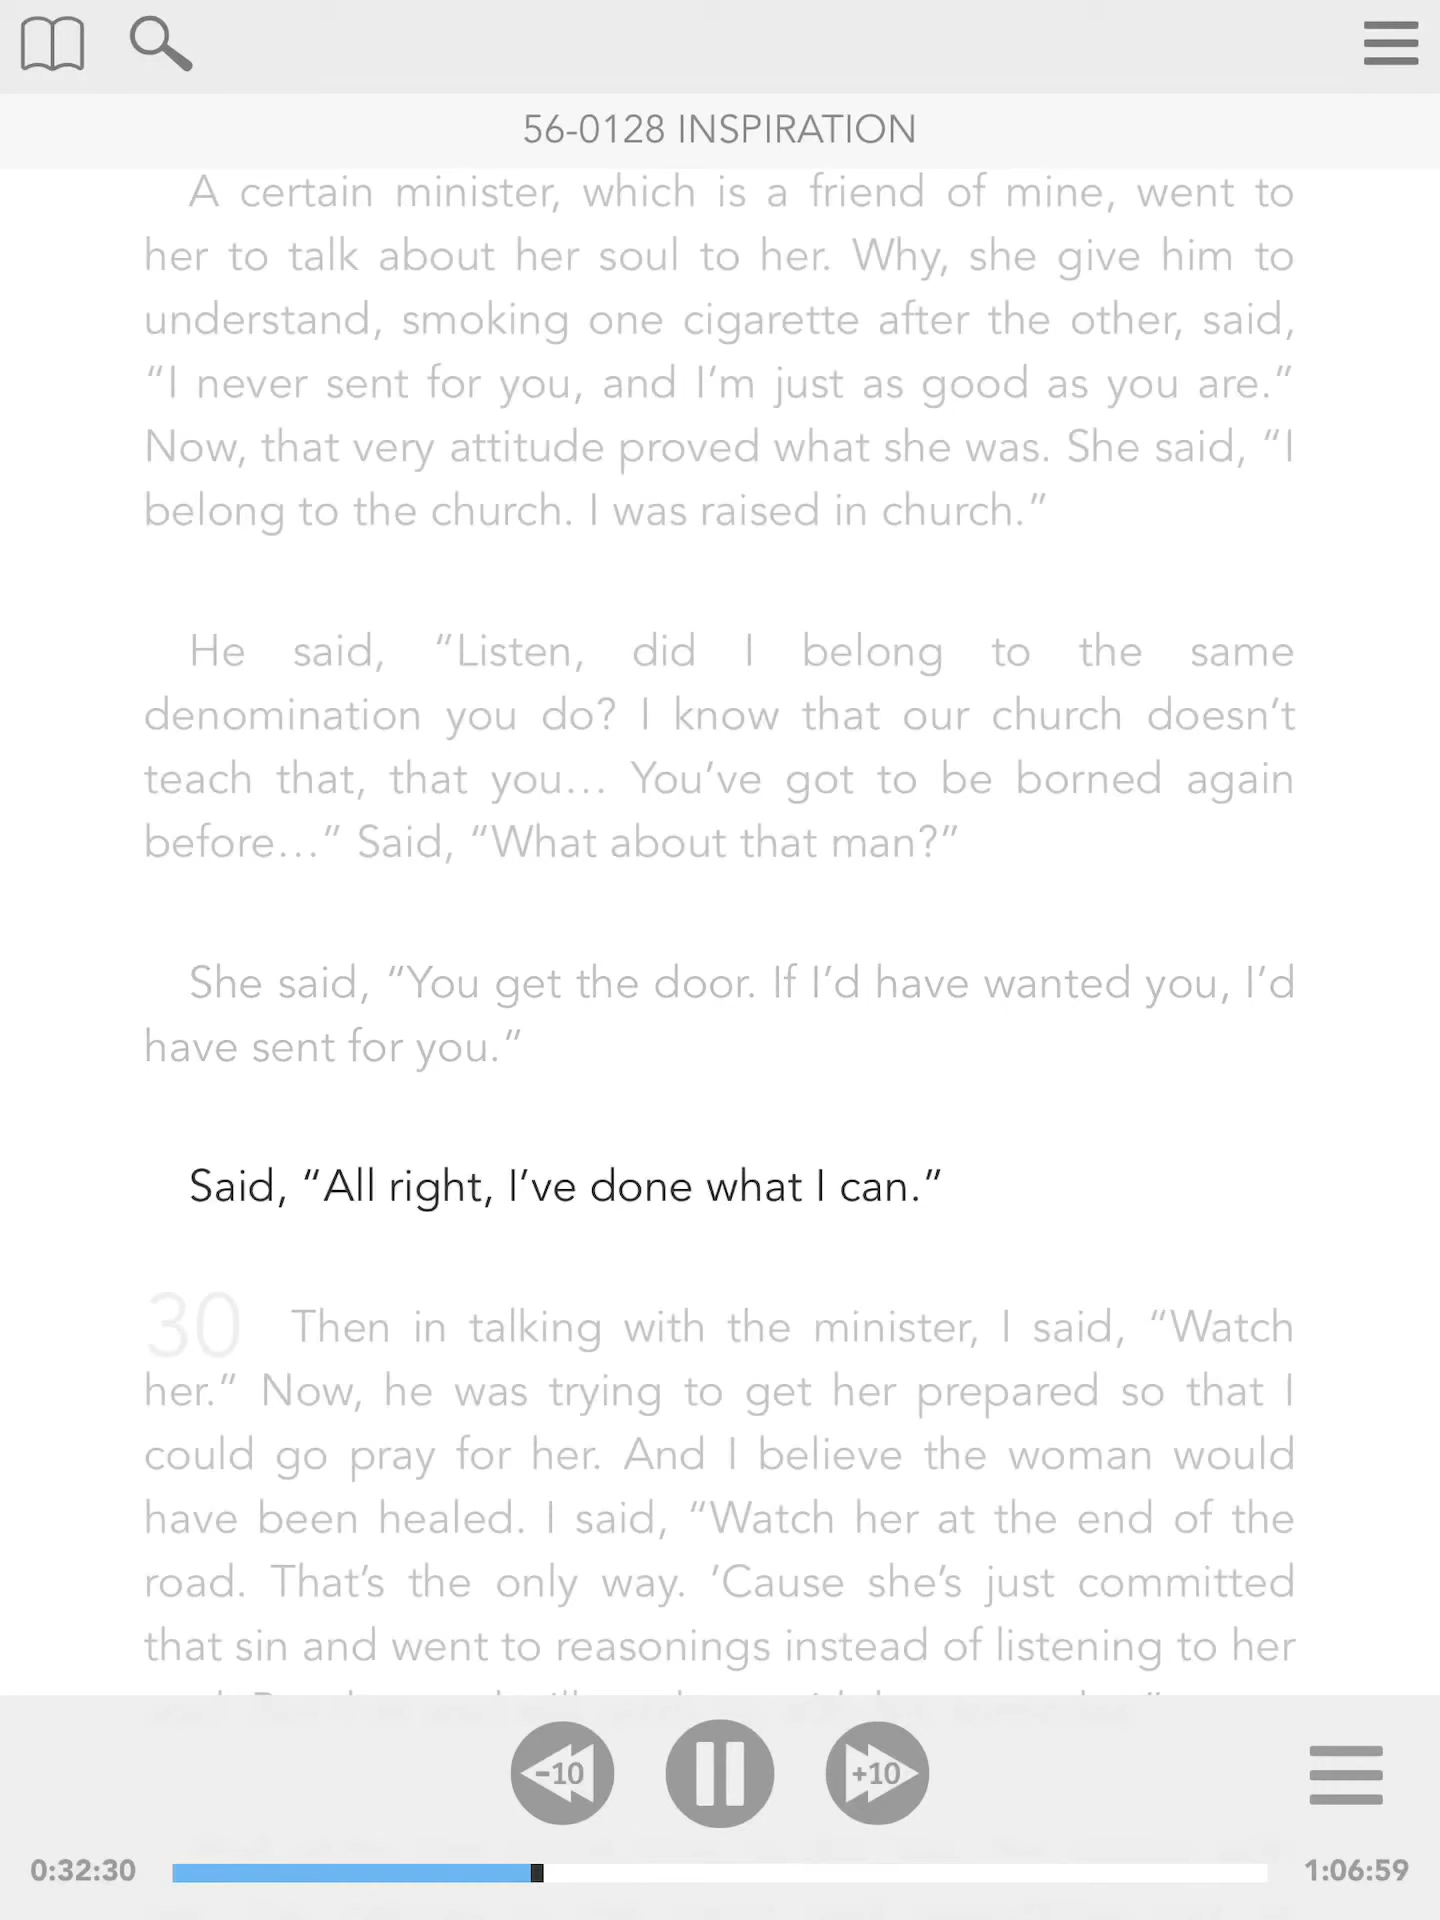 56-0128 INSPIRATION
A certain minister, which is a friend of mine, went to
her to talk about her soul to her. Why, she give him to
understand, smoking one cigarette after the other, said,
“I never sent for you, and I’m just as good as you are.”
Now, that very attitude proved what she was. She said, “I
belong to the church. I was raised in church.”
He said, “Listen, did I belong to the same
denomination you do? I know that our church doesn’t
teach that, that you… You’ve got to be borned again
before…” Said, “What about that man?”
She said, “You get the door. If I’d have wanted you, I’d
have sent for you.”
Said, “All right, I’ve done what I can.”
30 Then in talking with the minister, I said, “Watch
her.” Now, he was trying to get her prepared so that I
could go pray for her. And I believe the woman would
have been healed. I said, “Watch her at the end of the
road. That’s the only way. ’Cause she’s just committed
that sin and went to reasonings instead of listening to her
-10 +10
0:32:30 1:06:59